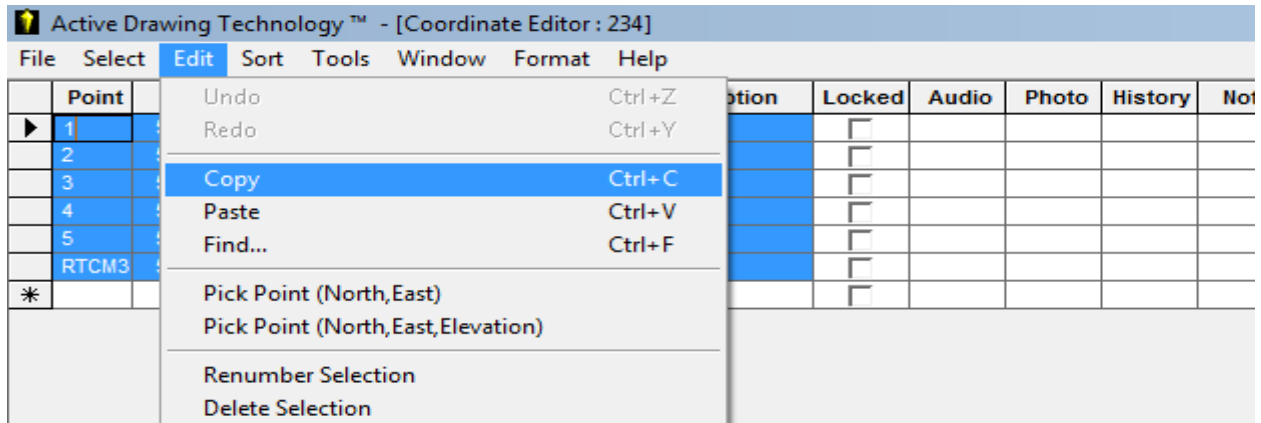 Active Drawing Technology ™ - [Coordinate Editor : 234]
File Select Edit Sort Tools Window Format Help
Point Undo Ctrl+Z Locked Audio Photo History
1 Redo Ctrl+Y
2
3 Copy Ctrl+C
4 Paste Ctrl+V
5 Find... Ctrl+F
RTCM3
Pick Point (North,East)
Pick Point (North,East,Elevation)
Renumber Selection
Delete Selection